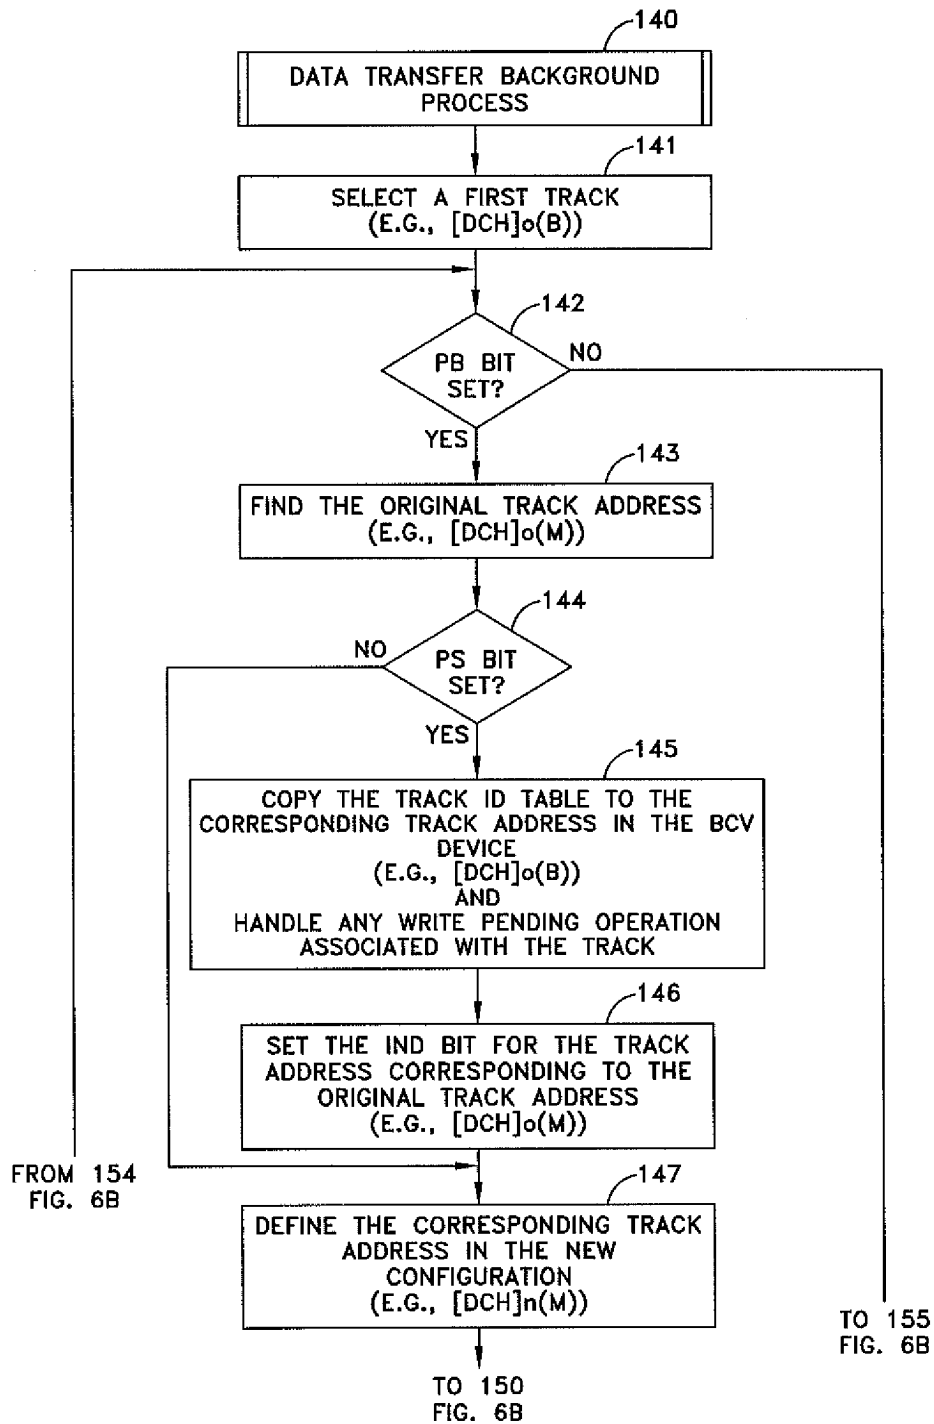 140
DATA TRANSFER BACKGROUND
PROCESS
141
SELECT A FIRST TRACK
(E.G., [DCH]o(B))
142
PB BIT
SET?
NO
YES
143
FIND THE ORIGINAL TRACK ADDRESS
(E.G., [DCH]o(M))
144
NO
PS BIT
SET?
YES
145
COPY THE TRACK ID TABLE TO THE
CORRESPONDING TRACK ADDRESS IN THE BCV
DEVICE
(E.G., [DCH]o(B))
AND
HANDLE ANY WRITE PENDING OPERATION
ASSOCIATED WITH THE TRACK
146
SET THE IND BIT FOR THE TRACK
ADDRESS CORRESPONDING TO THE
ORIGINAL TRACK ADDRESS
(E.G., [DCH]o(M))
FROM 154
FIG. 6B
147
DEFINE THE CORRESPONDING TRACK
ADDRESS IN THE NEW
CONFIGURATION
(E.G., [DCH]n(M))
TO 155
FIG. 6B
TO 150
FIG. 6B